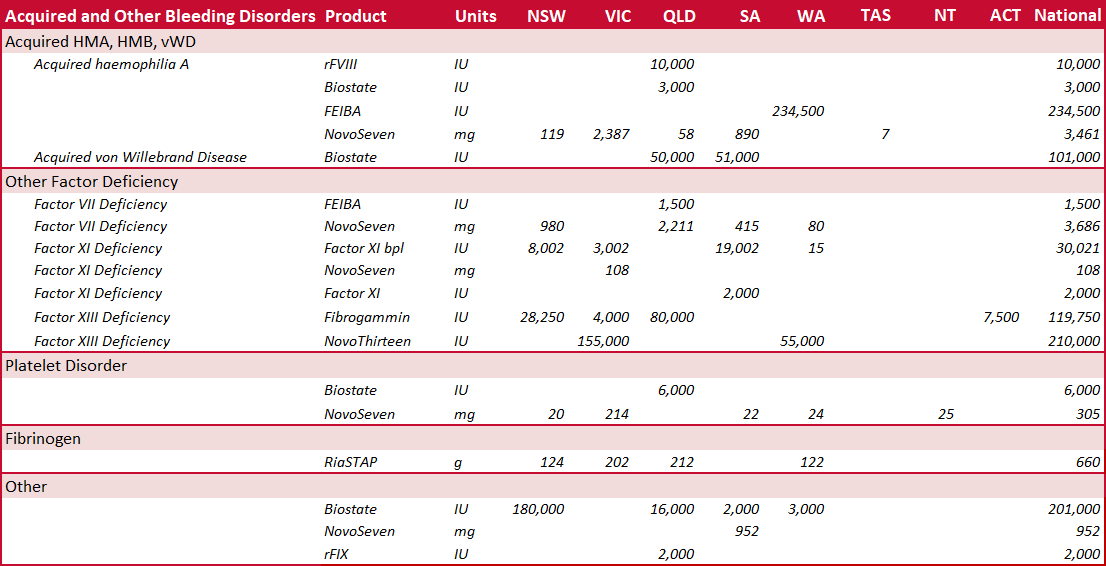 Acquired and Other Bleeding Disorders Product Units NSW VIC QLD SA WA TAS NT ACT National
Acquired HMA, HMB, vWD
Acquired haemophilia A rFVIII IU 10,000 10,000
Biostate IU 3,000 3,000
FEIBA IU 234,500 234,500
NovoSeven mg 119 2,387 58 890 7 3,461
Acquired von Willebrand Disease Biostate IU 50,000 51,000 101,000
Other Factor Deficiency
Factor VII Deficiency FEIBA IU 1,500 1,500
Factor VII Deficiency NovoSeven mg 980 2,211 415 80 3,686
Factor XI Deficiency Factor XI bpl IU 8,002 3,002 19,002 15 30,021
Factor XI Deficiency NovoSeven mg 108 108
Factor XI Deficiency Factor XI IU 2,000 2,000
Factor XIII Deficiency Fibrogammin IU 28,250 4,000 80,000 7,500 119,750
Factor XIII Deficiency NovoThirteen IU 155,000 55,000 210,000
Platelet Disorder
Biostate IU 6,000 6,000
NovoSeven mg 20 214 22 24 25 305
Fibrinogen
RiaSTAP g 124 202 212 122 660
Other
Biostate IU 180,000 16,000 2,000 3,000 201,000
NovoSeven mg 952 952
rFIX IU 2,000 2,000